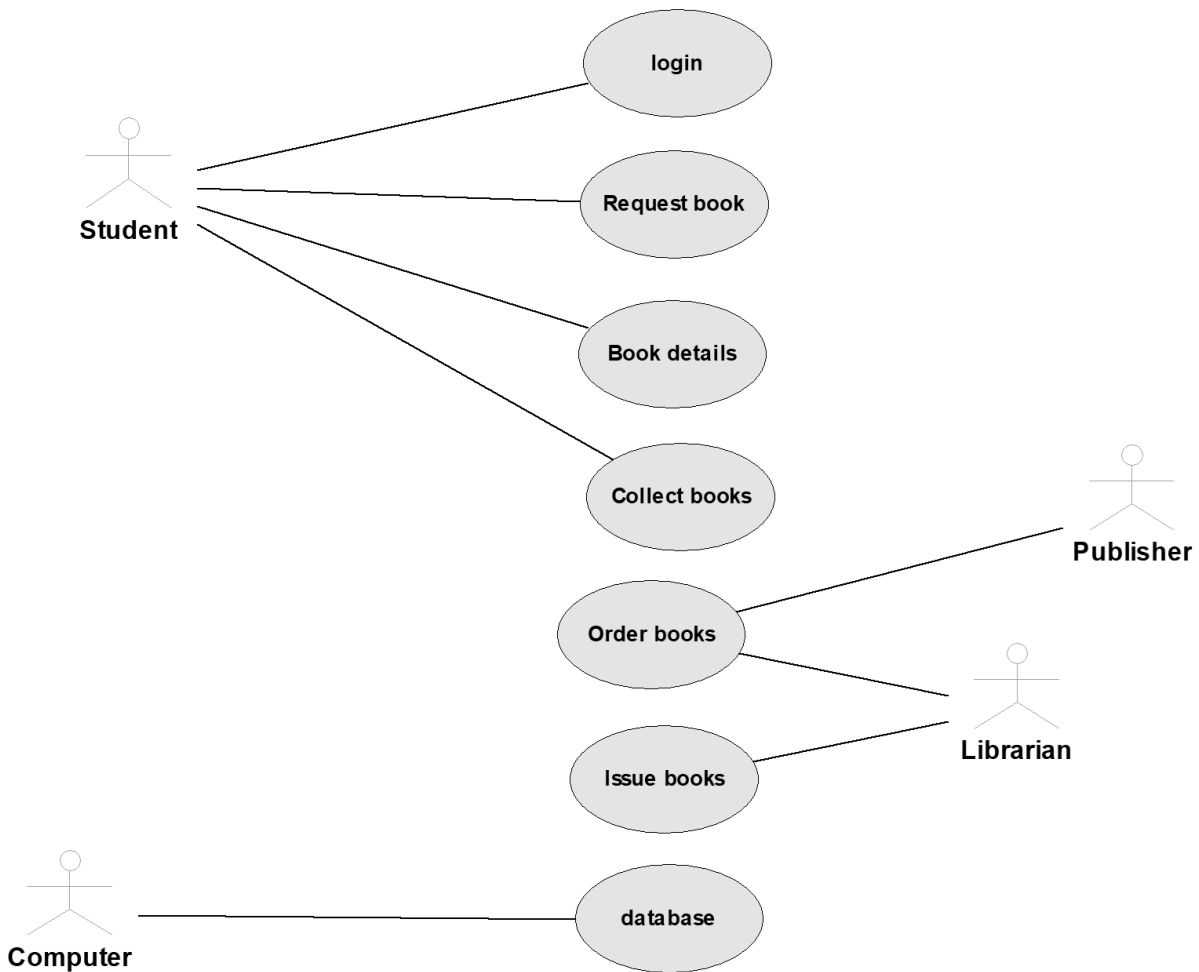 login
Student
Request book
Book details
Collect books
Publisher
Order books
Librarian
Issue books
database
Computer